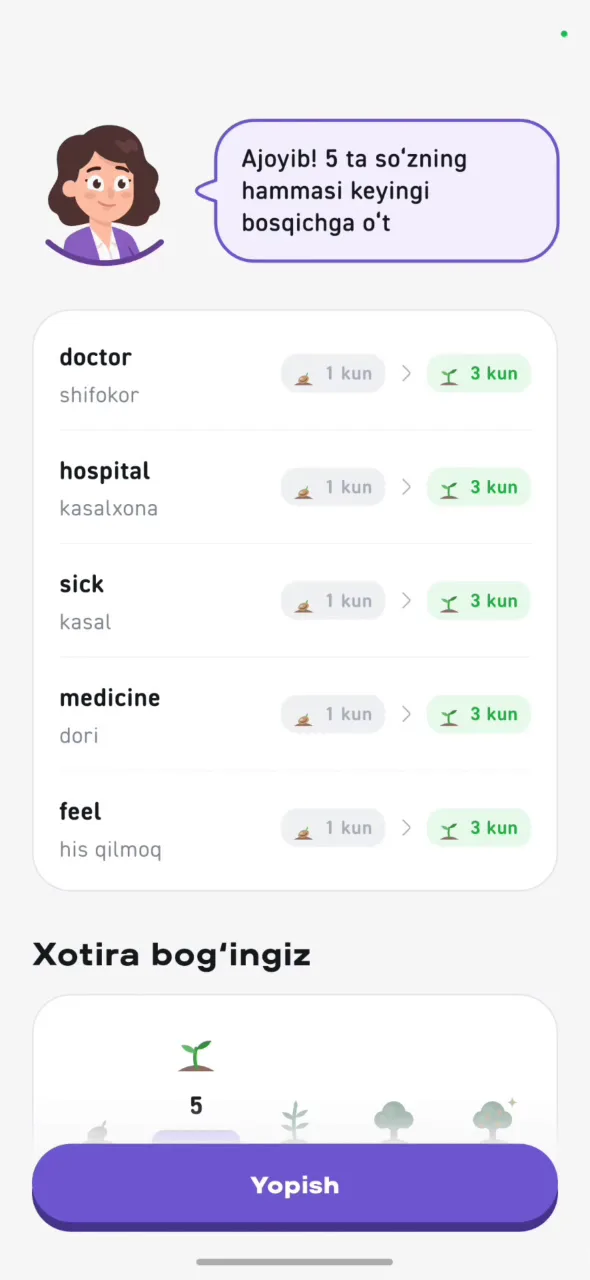 Ajoyib! 5 ta so‘zning
hammasi keyingi
bosqichga o‘t
doctor
shifokor
1 kun
3 kun
hospital
kasalxona
1 kun
3 kun
sick
kasal
1 kun
3 kun
medicine
dori
1 kun
3 kun
feel
his qilmoq
1 kun
3 kun
Xotira bog‘ingiz
5
Yopish